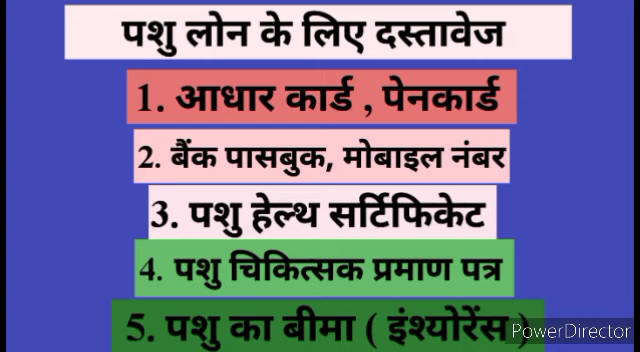 पशु लोन के लिए दस्तावेज
1. आधार कार्ड , पेनकार्ड
2. बैंक पासबुक, मोबाइल नंबर
3. पशु हेल्थ सर्टिफिकेट
4. पशु चिकित्सक प्रमाण पत्र
5. पशु का बीमा ( इंश्योरेंस )
PowerDirector